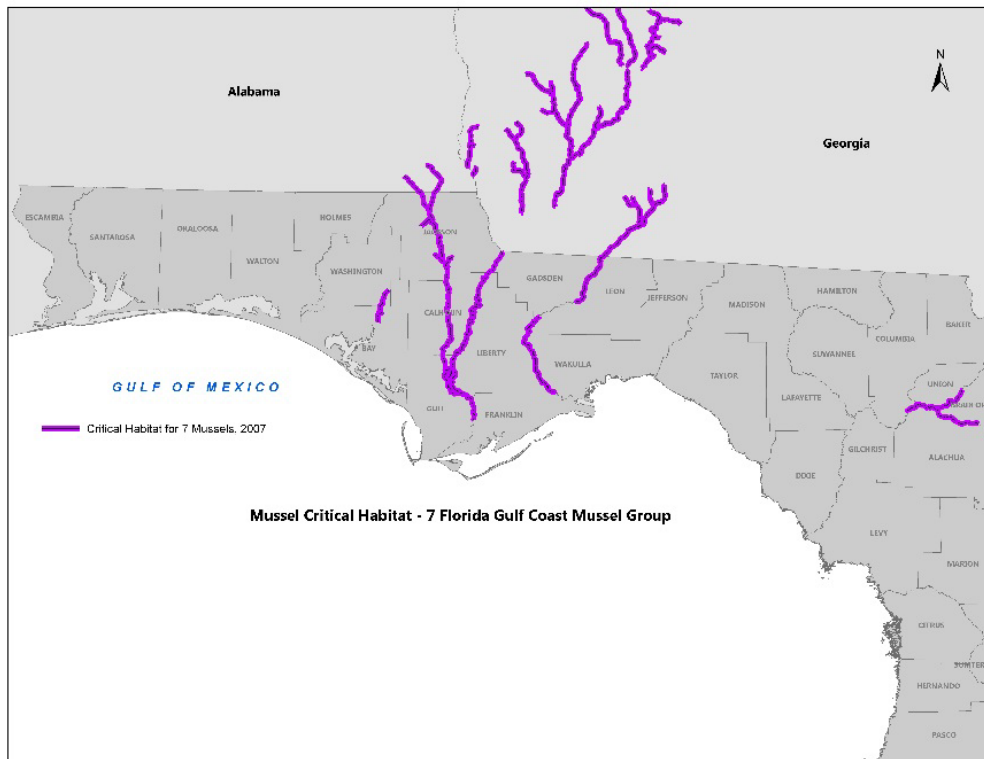 N
Alabama
Georgia
ESCAMBIA
SANTAROSA
OKALOOSA
HOLMES
WALTON
WASHINGTON
JACKSON
GADSDEN
LEON
JEFFERSON
MADISON
HAMILTON
COLUMBIA
BAKER
SUWANNEE
CALHOUN
BAY
LIBERTY
WAKULLA
TAYLOR
LAFAYETTE
UNION
GULF OF MEXICO
GULF
FRANKLIN
Critical Habitat for 7 Mussels, 2007
GILCHRIST
ALACHUA
DIXIE
Mussel Critical Habitat - 7 Florida Gulf Coast Mussel Group
LEVY
MARION
CITRUS
SUMTER
HERNANDO
PASCO